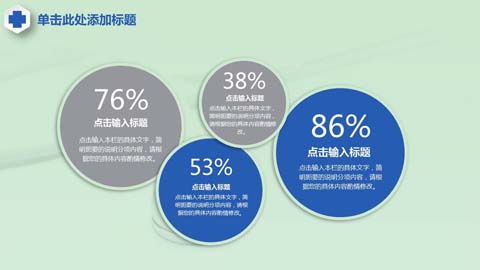 单击此处添加标题
76%
点击输入标题
点击输入本栏的具体文字，简
明扼要的说明分项内容，请根
据您的具体内容酌情修改。
38%
点击输入标题
点击输入本栏的具体文字，简
明扼要的说明分项内容，请
根据您的具体内容酌情修
改。
53%
点击输入标题
点击输入本栏的具体文字，简
明扼要的说明分项内容，请根
据您的具体内容酌情修改。
86%
点击输入标题
点击输入本栏的具体文字，简
明扼要的说明分项内容，请根
据您的具体内容酌情修改。